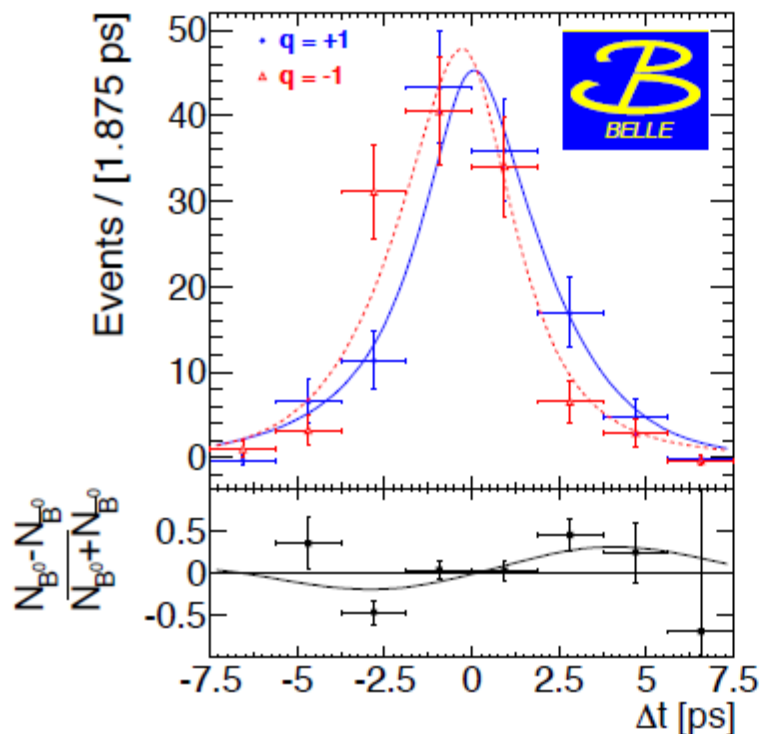 50
40
30
20
10
0
Events / [1.875 ps]
q = +1
q = -1
B
BELLE
N_B⁰-N_B̅⁰
N_B⁰+N_B̅⁰
0.5
0
-0.5
-7.5 -5 -2.5 0 2.5 5 7.5
Δt [ps]